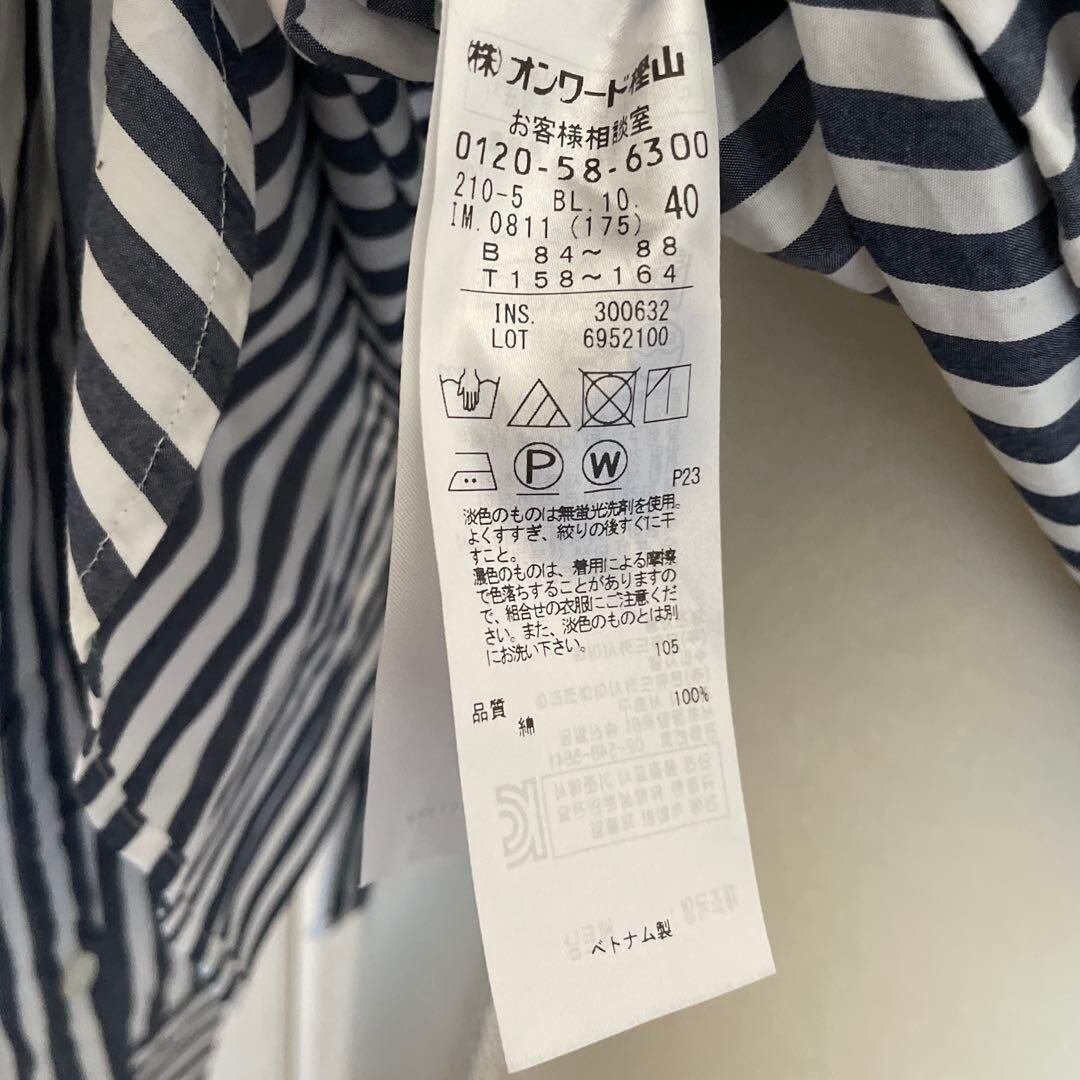 (株)オンワード樫山
お客様相談室
0120-58-6300
210-5 BL.10. 40
IM.0811(175)
B 84～ 88
T158～164
INS. 300632
LOT 6952100
P W P23
淡色のものは無蛍光洗剤を使用。
よくすすぎ、絞りの後すぐに干
すこと。
濃色のものは、着用による摩擦
で色落ちすることがありますの
で、組合せの衣服にご注意くだ
さい。また、淡色のものとは別
にお洗い下さい。 105
品質
綿 100%
ベトナム製